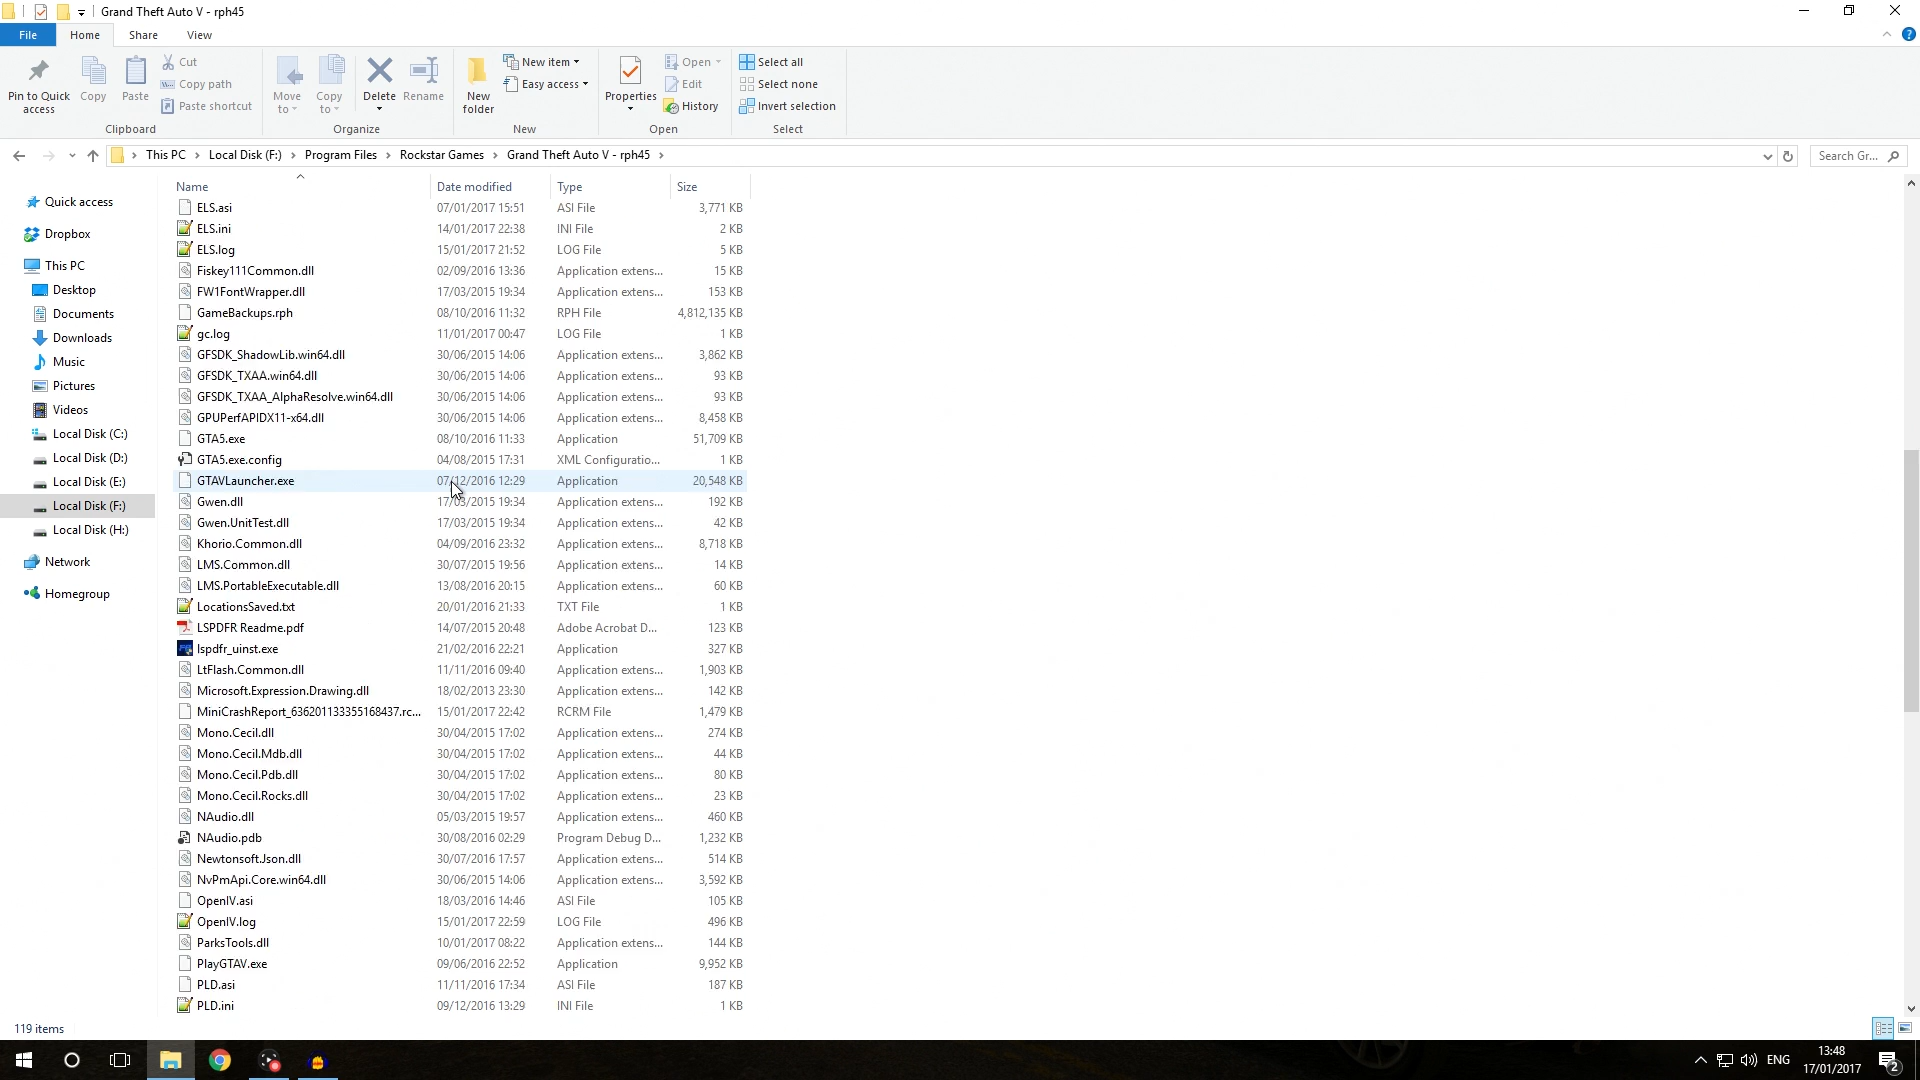 Grand Theft Auto V - rph45
File Home Share View
Pin to Quick access
Copy
Paste
Cut
Copy path
Paste shortcut
Clipboard
Move to
Copy to
Delete
Rename
Organize
New folder
New item
Easy access
New
Properties
Open
Edit
History
Open
Select all
Select none
Invert selection
Select
This PC > Local Disk (F:) > Program Files > Rockstar Games > Grand Theft Auto V - rph45 >
Search Gr...
Quick access
Dropbox
This PC
Desktop
Documents
Downloads
Music
Pictures
Videos
Local Disk (C:)
Local Disk (D:)
Local Disk (E:)
Local Disk (F:)
Local Disk (H:)
Network
Homegroup
Name Date modified Type Size
ELS.asi 07/01/2017 15:51 ASI File 3,771 KB
ELS.ini 14/01/2017 22:38 INI File 2 KB
ELS.log 15/01/2017 21:52 LOG File 5 KB
Fiskey111Common.dll 02/09/2016 13:36 Application extens... 15 KB
FW1FontWrapper.dll 17/03/2015 19:34 Application extens... 153 KB
GameBackups.rph 08/10/2016 11:32 RPH File 4,812,135 KB
gc.log 11/01/2017 00:47 LOG File 1 KB
GFSDK_ShadowLib.win64.dll 30/06/2015 14:06 Application extens... 3,862 KB
GFSDK_TXAA.win64.dll 30/06/2015 14:06 Application extens... 93 KB
GFSDK_TXAA_AlphaResolve.win64.dll 30/06/2015 14:06 Application extens... 93 KB
GPUPerfAPIDX11-x64.dll 30/06/2015 14:06 Application extens... 8,458 KB
GTA5.exe 08/10/2016 11:33 Application 51,709 KB
GTA5.exe.config 04/08/2015 17:31 XML Configuratio... 1 KB
GTAVLauncher.exe 07/12/2016 12:29 Application 20,548 KB
Gwen.dll 17/03/2015 19:34 Application extens... 192 KB
Gwen.UnitTest.dll 17/03/2015 19:34 Application extens... 42 KB
Khorio.Common.dll 04/09/2016 23:32 Application extens... 8,718 KB
LMS.Common.dll 30/07/2015 19:56 Application extens... 14 KB
LMS.PortableExecutable.dll 13/08/2016 20:15 Application extens... 60 KB
LocationsSaved.txt 20/01/2016 21:33 TXT File 1 KB
LSPDFR Readme.pdf 14/07/2015 20:48 Adobe Acrobat D... 123 KB
lspdfr_uinst.exe 21/02/2016 22:21 Application 327 KB
LtFlash.Common.dll 11/11/2016 09:40 Application extens... 1,903 KB
Microsoft.Expression.Drawing.dll 18/02/2013 23:30 Application extens... 142 KB
MiniCrashReport_636201133355168437.rc... 15/01/2017 22:42 RCRM File 1,479 KB
Mono.Cecil.dll 30/04/2015 17:02 Application extens... 274 KB
Mono.Cecil.Mdb.dll 30/04/2015 17:02 Application extens... 44 KB
Mono.Cecil.Pdb.dll 30/04/2015 17:02 Application extens... 80 KB
Mono.Cecil.Rocks.dll 30/04/2015 17:02 Application extens... 23 KB
NAudio.dll 05/03/2015 19:57 Application extens... 460 KB
NAudio.pdb 30/08/2016 02:29 Program Debug D... 1,232 KB
Newtonsoft.Json.dll 30/07/2016 17:57 Application extens... 514 KB
NvPmApi.Core.win64.dll 30/06/2015 14:06 Application extens... 3,592 KB
OpenIV.asi 18/03/2016 14:46 ASI File 105 KB
OpenIV.log 15/01/2017 22:59 LOG File 496 KB
ParksTools.dll 10/01/2017 08:22 Application extens... 144 KB
PlayGTAV.exe 09/06/2016 22:52 Application 9,952 KB
PLD.asi 11/11/2016 17:34 ASI File 187 KB
PLD.ini 09/12/2016 13:29 INI File 1 KB
119 items
ENG
13:48
17/01/2017
2